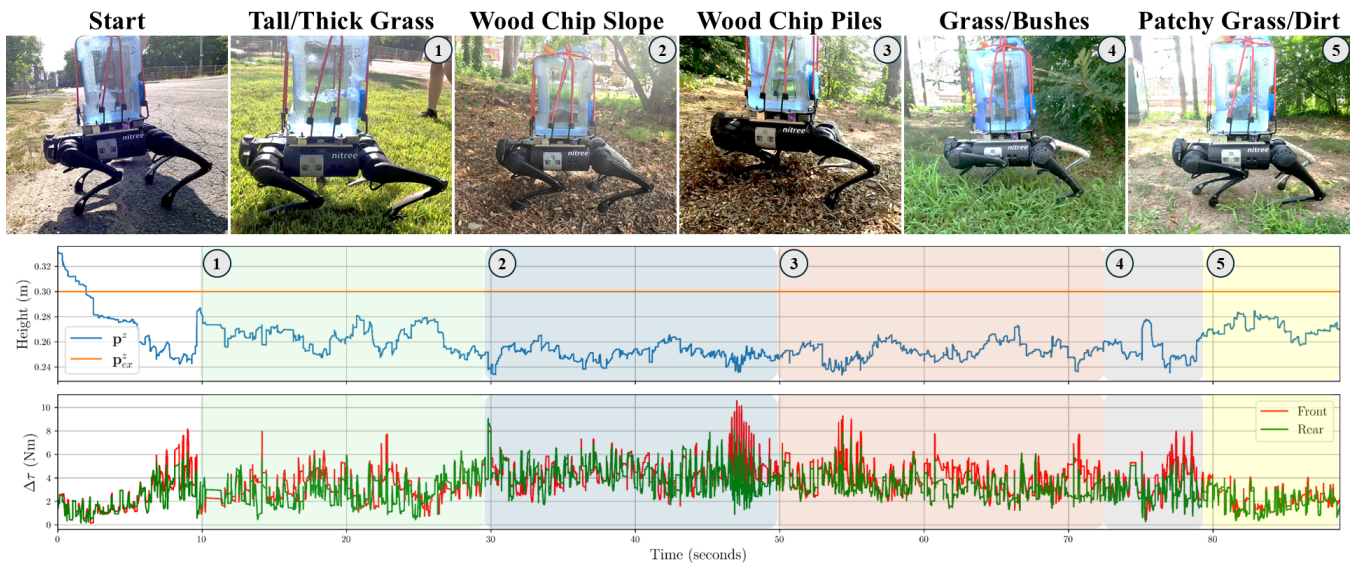 Start
Tall/Thick Grass
Wood Chip Slope
Wood Chip Piles
Grass/Bushes
Patchy Grass/Dirt
1
2
3
4
5
nitree
nitree
nitree
nitree
nitree
nitree
Height (m)
0.32
0.30
0.28
0.26
0.24
p^z
p^z_ex
1
2
3
4
5
Δτ (Nm)
10
8
6
4
2
0
Front
Rear
0 10 20 30 40 50 60 70 80
Time (seconds)